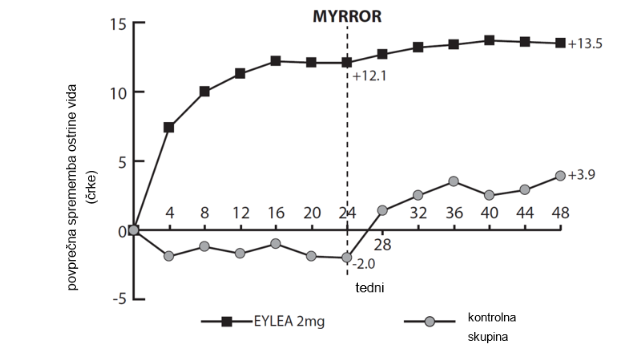 MYRROR
15
10
5
0
-5
povprečna sprememba ostrine vida
(črke)
+13.5
+12.1
+3.9
-2.0
4 8 12 16 20 24 32 36 40 44 48
28
tedni
EYLEA 2mg
kontrolna
skupina